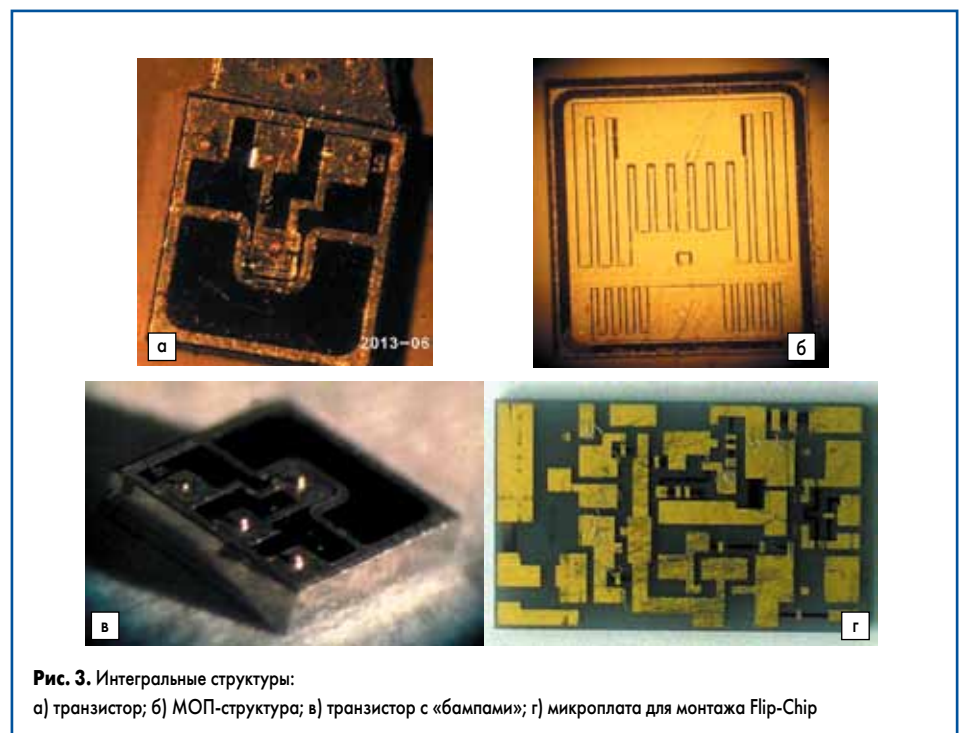 а
2013-06
б
в
г
Рис. 3. Интегральные структуры:
а) транзистор; б) МОП-структура; в) транзистор с «бампами»; г) микроплата для монтажа Flip-Chip